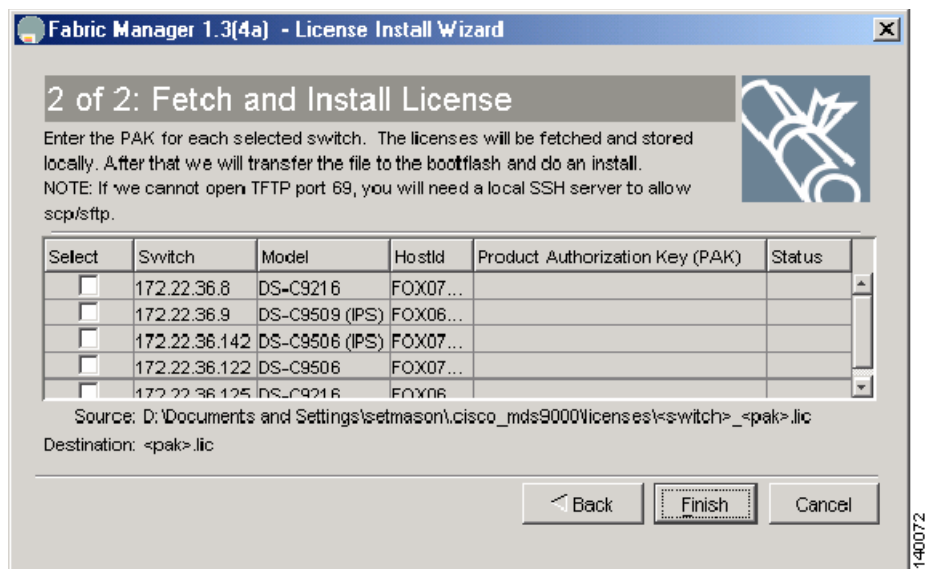 Fabric Manager 1.3(4a) - License Install Wizard
2 of 2: Fetch and Install License
Enter the PAK for each selected switch. The licenses will be fetched and stored
locally. After that we will transfer the file to the bootflash and do an install.
NOTE: If we cannot open TFTP port 69, you will need a local SSH server to allow
scp/sftp.
Select Switch Model HostId Product Authorization Key (PAK) Status
172.22.36.8 DS-C9216 FOX07...
172.22.36.9 DS-C9509 (IPS) FOX06...
172.22.36.142 DS-C9506 (IPS) FOX07...
172.22.36.122 DS-C9506 FOX07...
172.22.36.125 DS-C9216 FOX06
Source: D:\Documents and Settings\setmason\.cisco_mds9000\licenses\<switch>_<pak>.lic
Destination: <pak>.lic
Back Finish Cancel
140072